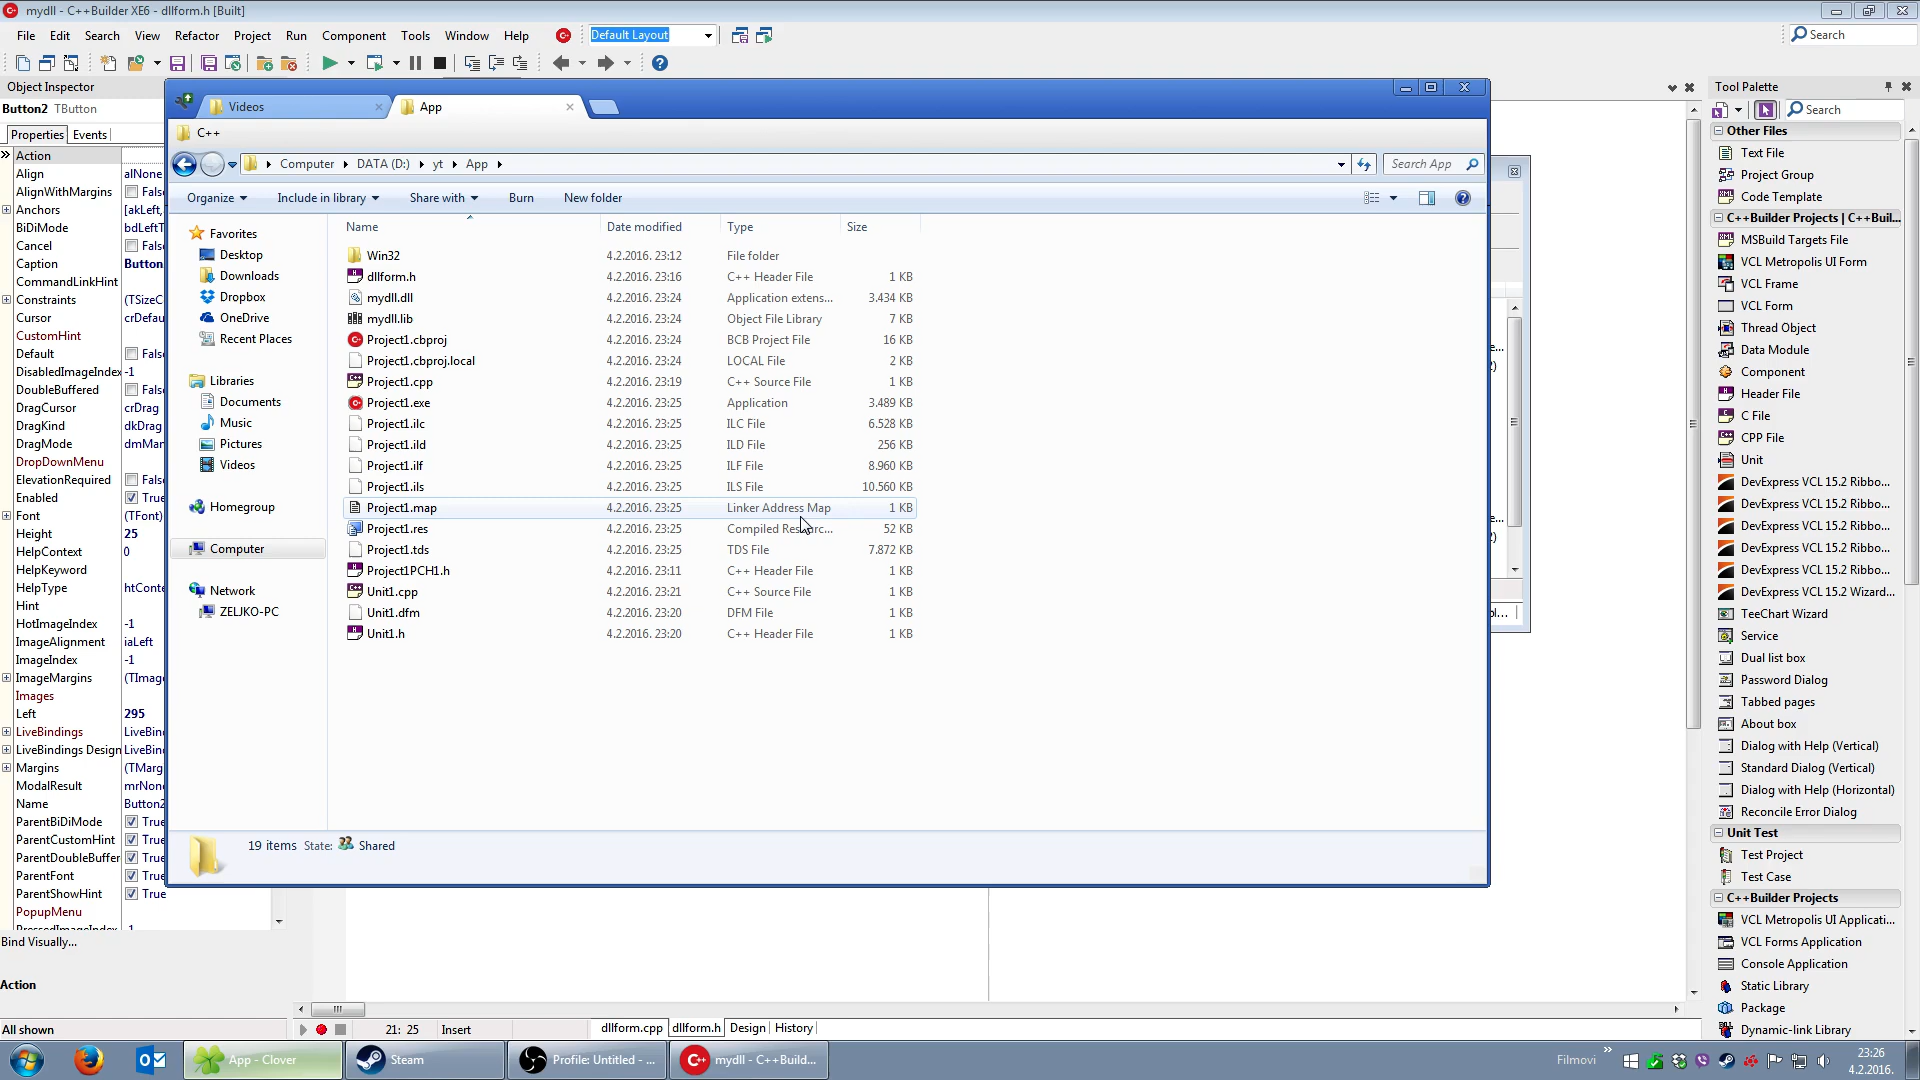 mydll - C++Builder XE6 - dllform.h [Built]
File Edit Search View Refactor Project Run Component Tools Window Help Default Layout Search
Object Inspector
Button2 TButton
Properties Events
Action
Align alNone
AlignWithMargins False
Anchors [akLeft,
BiDiMode bdLeftT
Cancel False
Caption Button
CommandLinkHint
Constraints (TSizeC
Cursor crDefau
CustomHint
Default False
DisabledImageIndex -1
DoubleBuffered False
DragCursor crDrag
DragKind dkDrag
DragMode dmMan
DropDownMenu
ElevationRequired False
Enabled True
Font (TFont)
Height 25
HelpContext 0
HelpKeyword
HelpType htConte
Hint
HotImageIndex -1
ImageAlignment iaLeft
ImageIndex -1
ImageMargins (TImag
Images
Left 295
LiveBindings LiveBin
LiveBindings Design LiveBin
Margins (TMarg
ModalResult mrNone
Name Button2
ParentBiDiMode True
ParentCustomHint True
ParentDoubleBuffer True
ParentFont True
ParentShowHint True
PopupMenu
Bind Visually...
Action
All shown
Videos App
C++
Computer DATA (D:) yt App Search App
Organize Include in library Share with Burn New folder
Favorites
Desktop
Downloads
Dropbox
OneDrive
Recent Places
Libraries
Documents
Music
Pictures
Videos
Homegroup
Computer
Network
ZELJKO-PC
Name Date modified Type Size
Win32 4.2.2016. 23:12 File folder
dllform.h 4.2.2016. 23:16 C++ Header File 1 KB
mydll.dll 4.2.2016. 23:24 Application extens... 3.434 KB
mydll.lib 4.2.2016. 23:24 Object File Library 7 KB
Project1.cbproj 4.2.2016. 23:24 BCB Project File 16 KB
Project1.cbproj.local 4.2.2016. 23:24 LOCAL File 2 KB
Project1.cpp 4.2.2016. 23:19 C++ Source File 1 KB
Project1.exe 4.2.2016. 23:25 Application 3.489 KB
Project1.ilc 4.2.2016. 23:25 ILC File 6.528 KB
Project1.ild 4.2.2016. 23:25 ILD File 256 KB
Project1.ilf 4.2.2016. 23:25 ILF File 8.960 KB
Project1.ils 4.2.2016. 23:25 ILS File 10.560 KB
Project1.map 4.2.2016. 23:25 Linker Address Map 1 KB
Project1.res 4.2.2016. 23:25 Compiled Resourc... 52 KB
Project1.tds 4.2.2016. 23:25 TDS File 7.872 KB
Project1PCH1.h 4.2.2016. 23:11 C++ Header File 1 KB
Unit1.cpp 4.2.2016. 23:21 C++ Source File 1 KB
Unit1.dfm 4.2.2016. 23:20 DFM File 1 KB
Unit1.h 4.2.2016. 23:20 C++ Header File 1 KB
19 items State: Shared
21: 25 Insert dllform.cpp dllform.h Design History
Tool Palette
Search
Other Files
Text File
Project Group
Code Template
C++Builder Projects | C++Buil...
MSBuild Targets File
VCL Metropolis UI Form
VCL Frame
VCL Form
Thread Object
Data Module
Component
Header File
C File
CPP File
Unit
DevExpress VCL 15.2 Ribbo...
DevExpress VCL 15.2 Ribbo...
DevExpress VCL 15.2 Ribbo...
DevExpress VCL 15.2 Ribbo...
DevExpress VCL 15.2 Ribbo...
DevExpress VCL 15.2 Wizard...
TeeChart Wizard
Service
Dual list box
Password Dialog
Tabbed pages
About box
Dialog with Help (Vertical)
Standard Dialog (Vertical)
Dialog with Help (Horizontal)
Reconcile Error Dialog
Unit Test
Test Project
Test Case
C++Builder Projects
VCL Metropolis UI Applicati...
VCL Forms Application
Console Application
Static Library
Package
Dynamic-link Library
App - Clover Steam Profile: Untitled - ... mydll - C++Build... Filmovi 23:26
4.2.2016.